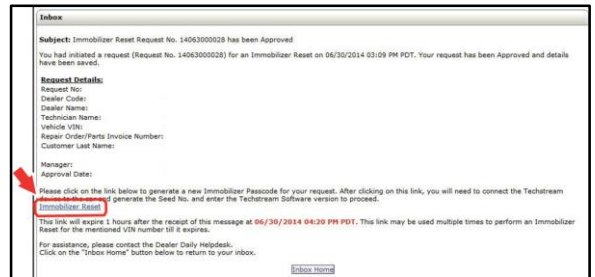 Inbox
Subject: Immobilizer Reset Request No. 14063000028 has been Approved
You had initiated a request (Request No. 14063000028) for an Immobilizer Reset on 06/30/2014 03:09 PM PDT. Your request has been Approved and details
have been saved.
Request Details:
Request No:
Dealer Code:
Dealer Name:
Technician Name:
Vehicle VIN:
Repair Order/Parts Invoice Number:
Customer Last Name:
Manager:
Approval Date:
Please click on the link below to generate a new Immobilizer Passcode for your request. After clicking on this link, you will need to connect the Techstream
device to the car and generate the Seed No. and enter the Techstream Software version to proceed.
Immobilizer Reset
This link will expire 1 hours after the receipt of this message at 06/30/2014 04:20 PM PDT. This link may be used multiple times to perform an Immobilizer
Reset for the mentioned VIN number till it expires.
For assistance, please contact the Dealer Daily Helpdesk.
Click on the "Inbox Home" button below to return to your inbox.
Inbox Home